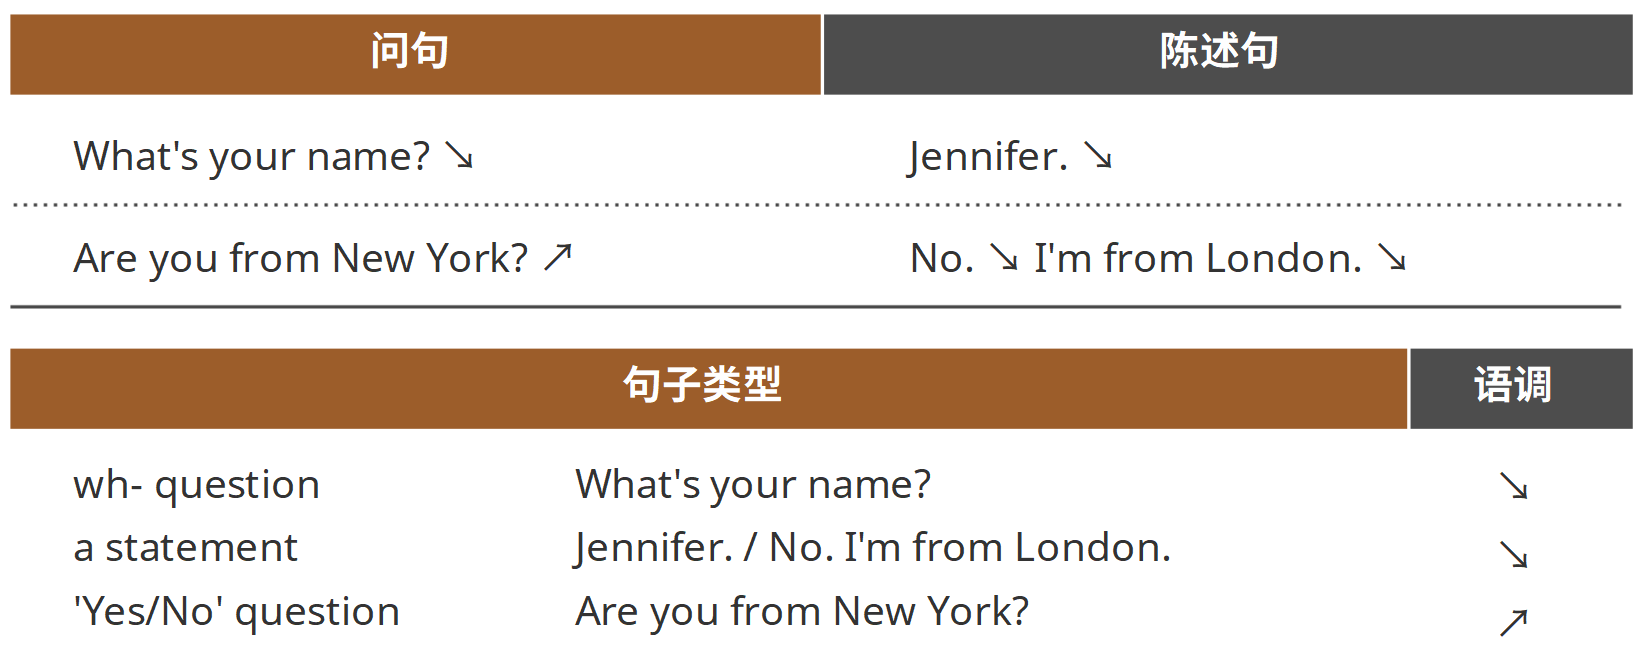 问句 陈述句
What's your name? ↘ Jennifer. ↘
Are you from New York? ↗ No. ↘ I'm from London. ↘
句子类型 语调
wh- question What's your name? ↘
a statement Jennifer. / No. I'm from London. ↘
'Yes/No' question Are you from New York? ↗